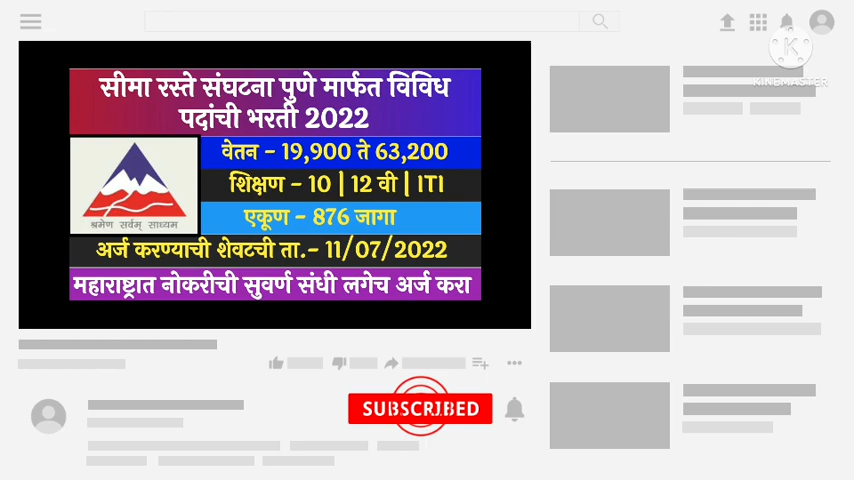 सीमा रस्ते संघटना पुणे मार्फत विविध
पदांची भरती 2022
वेतन - 19,900 ते 63,200
शिक्षण - 10 | 12 वी | ITI
एकूण - 876 जागा
श्रमेण सर्वम् साध्यम
अर्ज करण्याची शेवटची ता.- 11/07/2022
महाराष्ट्रात नोकरीची सुवर्ण संधी लगेच अर्ज करा
SUBSCRIBED
K
KINEMASTER